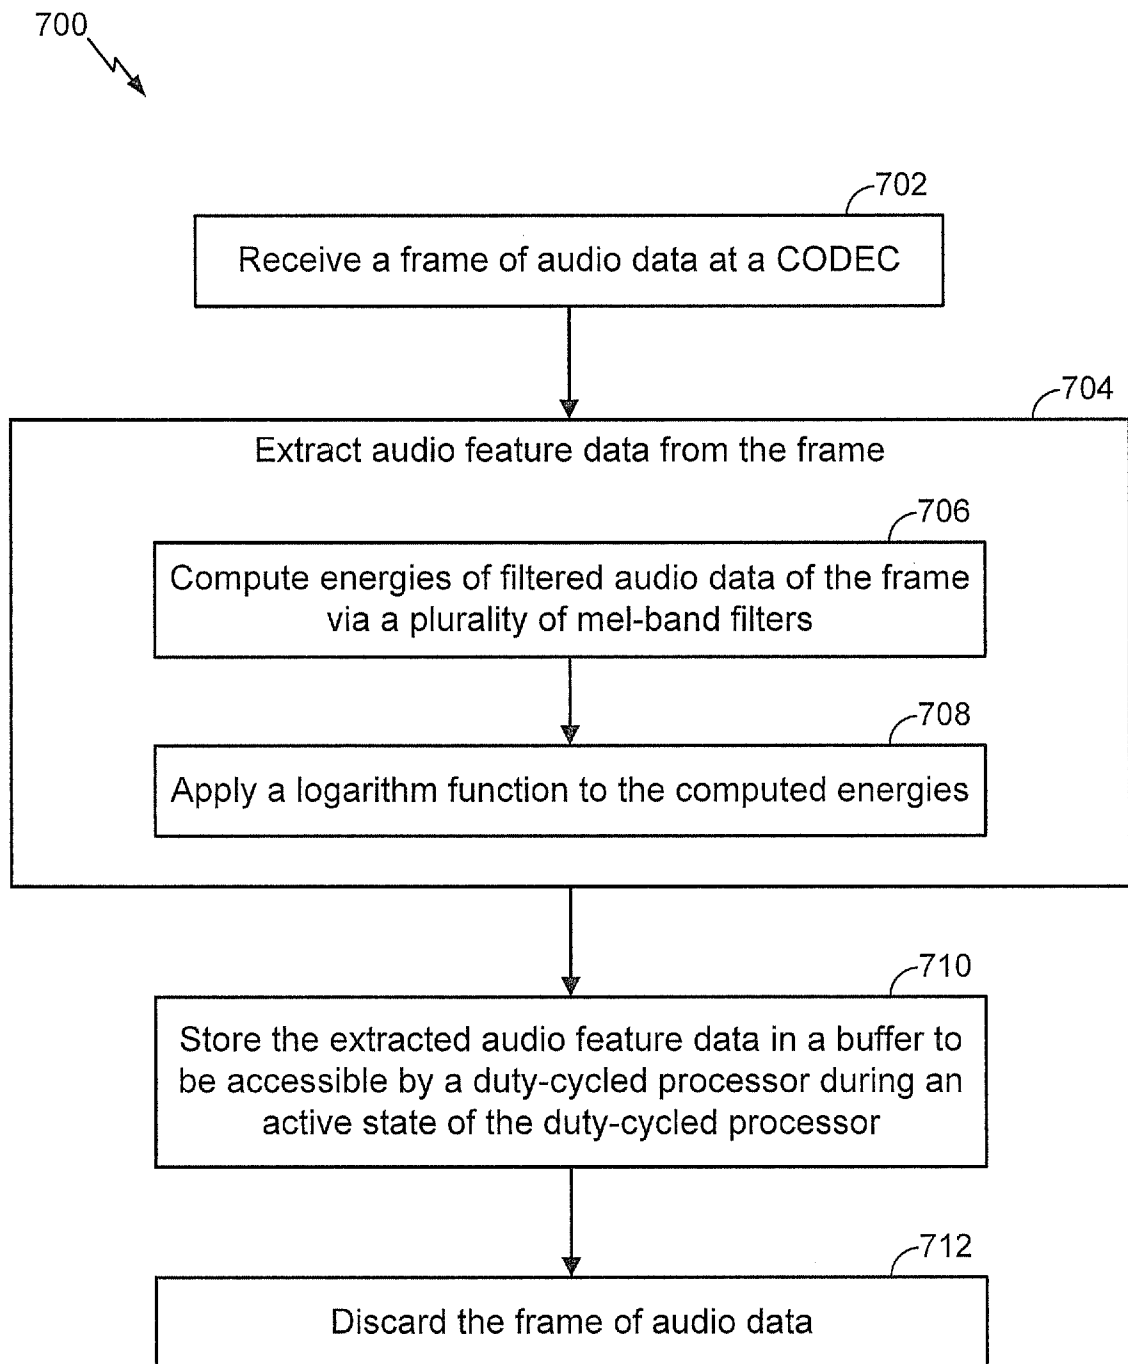 700
702
Receive a frame of audio data at a CODEC
704
Extract audio feature data from the frame
706
Compute energies of filtered audio data of the frame
via a plurality of mel-band filters
708
Apply a logarithm function to the computed energies
710
Store the extracted audio feature data in a buffer to
be accessible by a duty-cycled processor during an
active state of the duty-cycled processor
712
Discard the frame of audio data